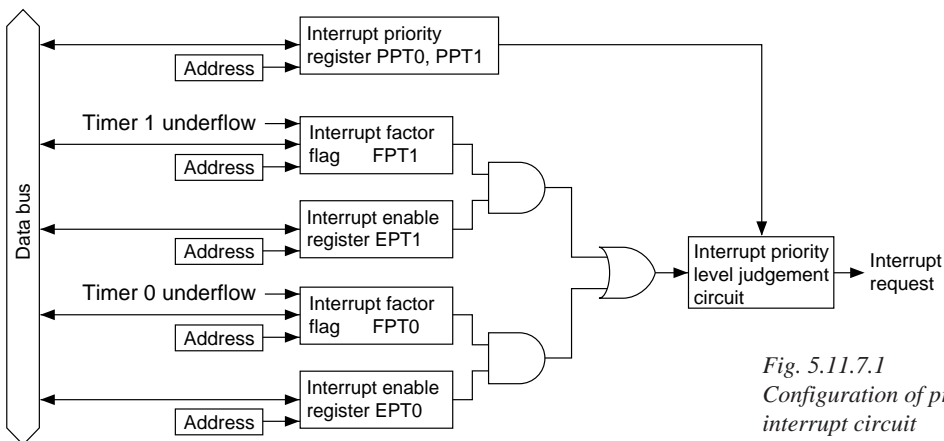 Data bus
Interrupt priority
register PPT0, PPT1
Address
Timer 1 underflow
Interrupt factor
flag FPT1
Address
Interrupt enable
register EPT1
Address
Timer 0 underflow
Interrupt factor
flag FPT0
Address
Interrupt enable
register EPT0
Address
Interrupt priority
level judgement
circuit
Interrupt
request
Fig. 5.11.7.1
Configuration of
interrupt circuit